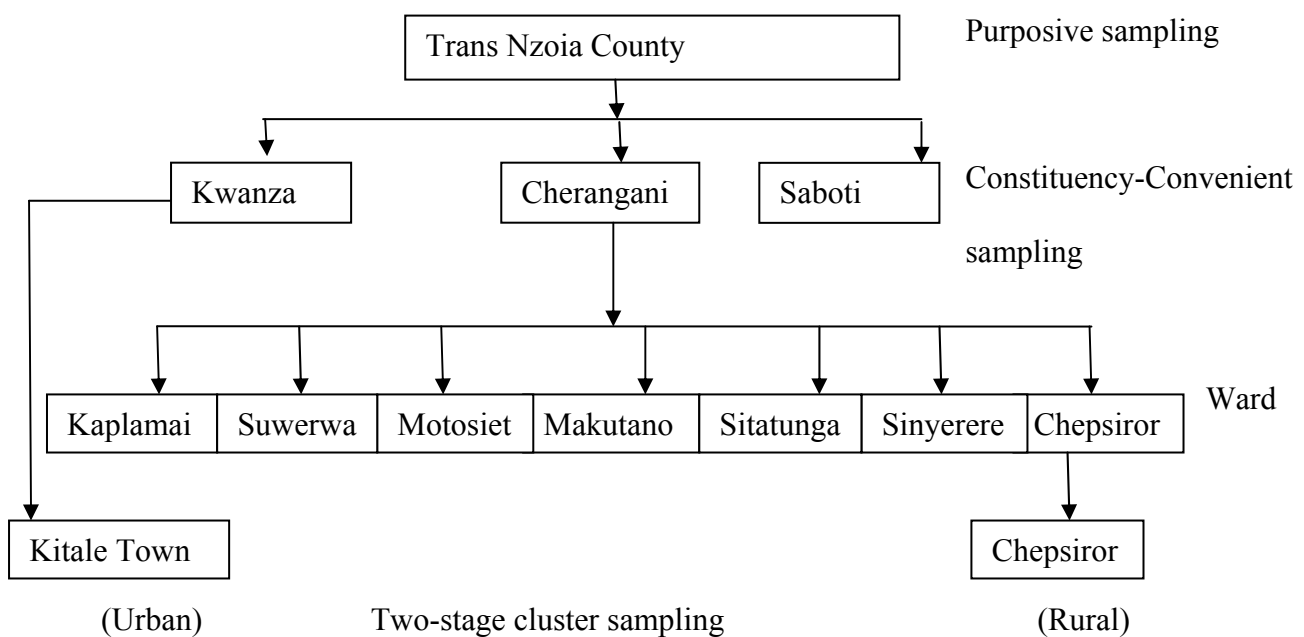 Trans Nzoia County
Purposive sampling
Kwanza
Cherangani
Saboti
Constituency-Convenient
sampling
Kaplamai
Suwerwa
Motosiet
Makutano
Sitatunga
Sinyerere
Chepsiror
Ward
Kitale Town
Chepsiror
(Urban)
Two-stage cluster sampling
(Rural)